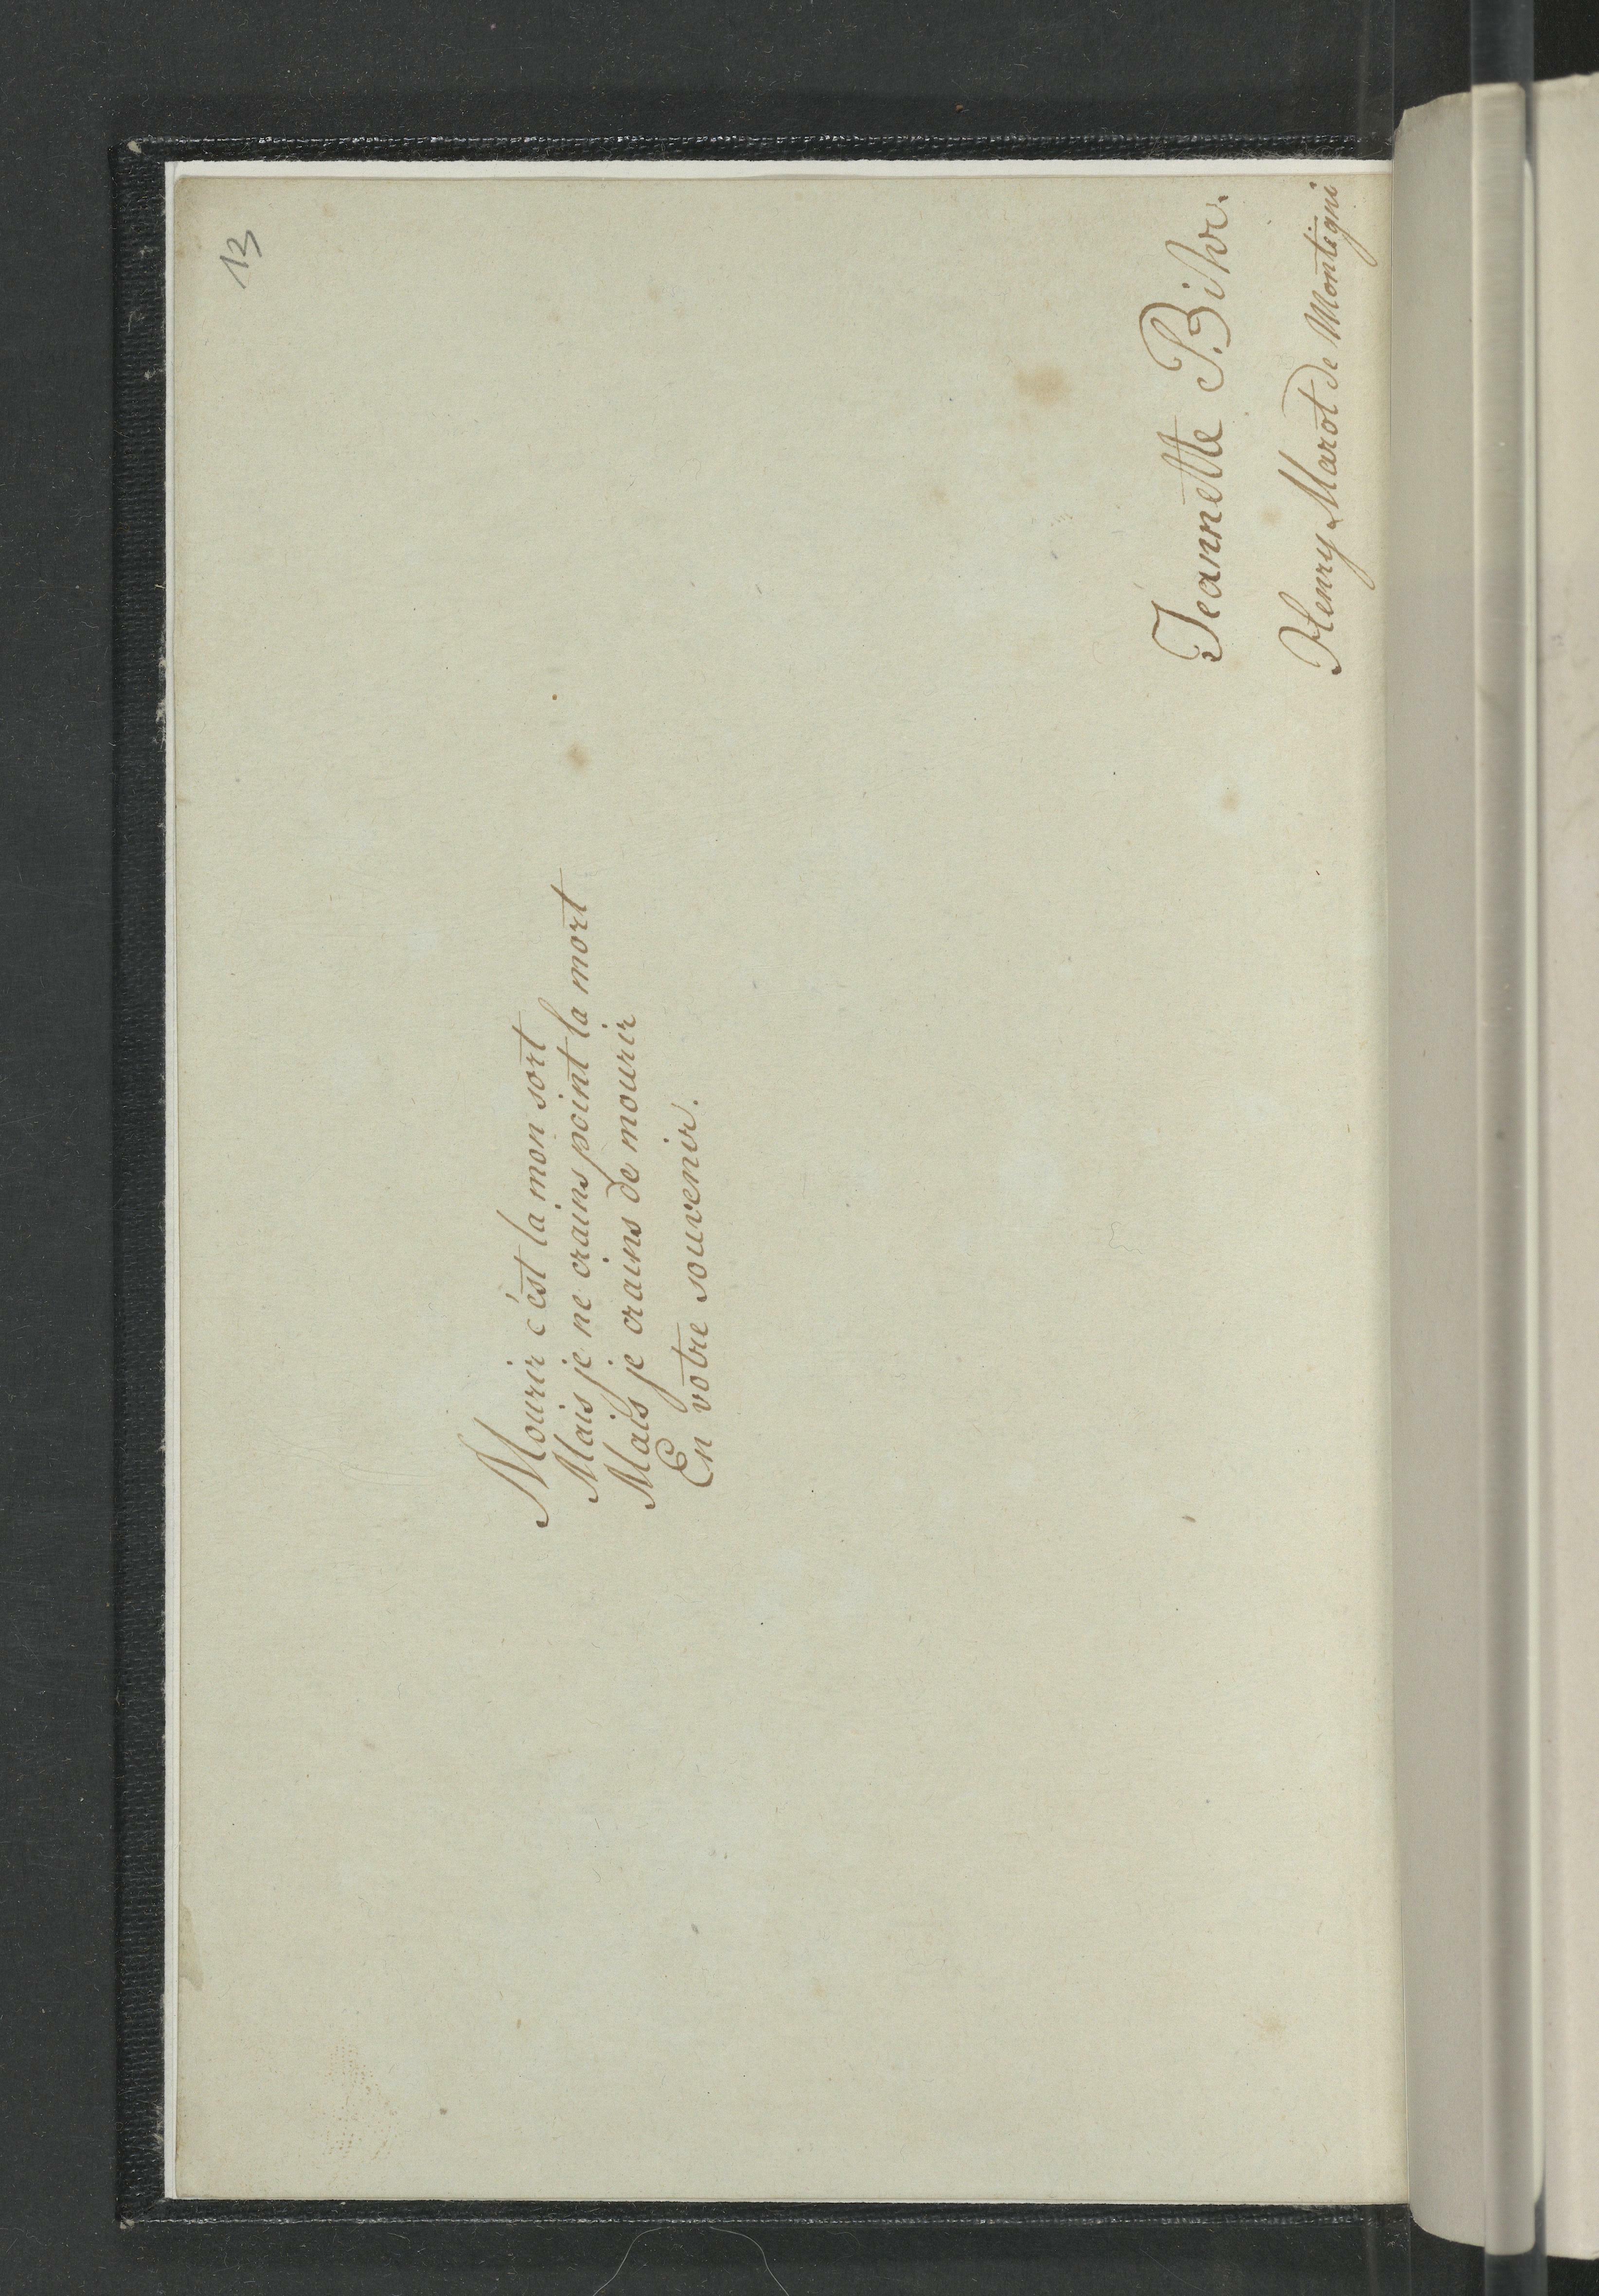 13
Mourir c'est la mon sort
Mais je ne crains point la mort
Mais je crains de mourir
En votre souvenir.
Jeannette Bihr.
Henry Marot de Montigni